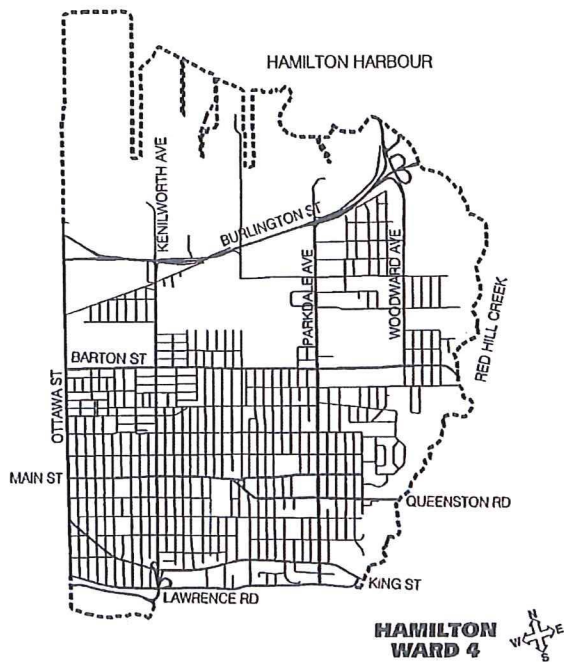 HAMILTON HARBOUR
KENILWORTH AVE
BURLINGTON ST
PARKDALE AVE
WOODWARD AVE
RED HILL CREEK
BARTON ST
OTTAWA ST
MAIN ST
QUEENSTON RD
KING ST
LAWRENCE RD
HAMILTON
WARD 4
N
W E
S